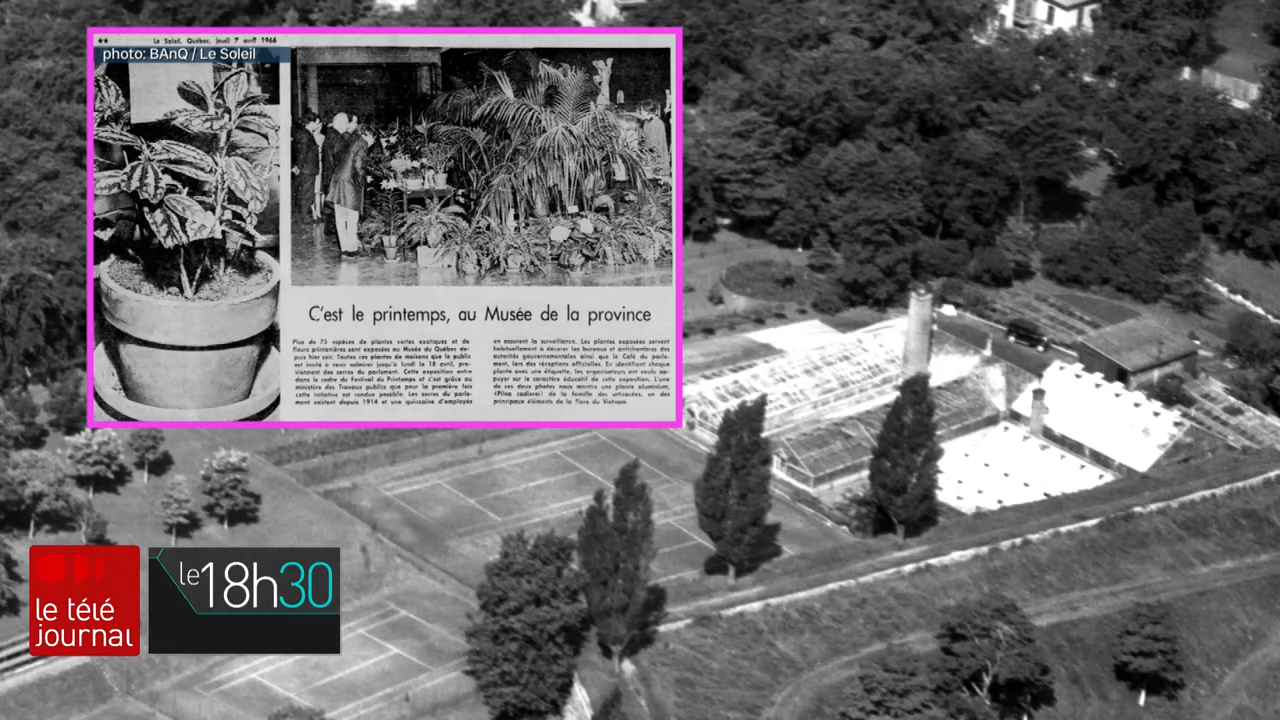 ★★ Le Soleil, Québec, jeudi 7 avril 1966
photo: BAnQ / Le Soleil
C'est le printemps, au Musée de la province
Plus de 75 espèces de plantes vertes exotiques et de
fleurs printanières sont exposées au Musée du Québec de-
puis hier soir. Toutes ces plantes de maisons que le public
est invité à venir admirer jusqu'à lundi le 18 avril, pro-
viennent des serres du parlement. Cette exposition entre
dans le cadre du Festival du Printemps et c'est grâce au
ministère des Travaux publics que pour la première fois
cette initiative est rendue possible. Les serres du parle-
ment existent depuis 1914 et une quinzaine d'employés
en assurent la surveillance. Les plantes exposées servent
habituellement à décorer les bureaux et antichambres des
autorités gouvernementales ainsi que le Café du parle-
ment, lors des réceptions officielles. En identifiant chaque
plante avec une étiquette, les organisateurs ont voulu ap-
puyer sur le caractère éducatif de cette exposition. L'une
de ces deux photos nous montre une plante aluminium,
(Pilea cadierei) de la famille des urticacées, un des
principaux éléments de la flore du Vietnam.
le télé
journal
le 18h30